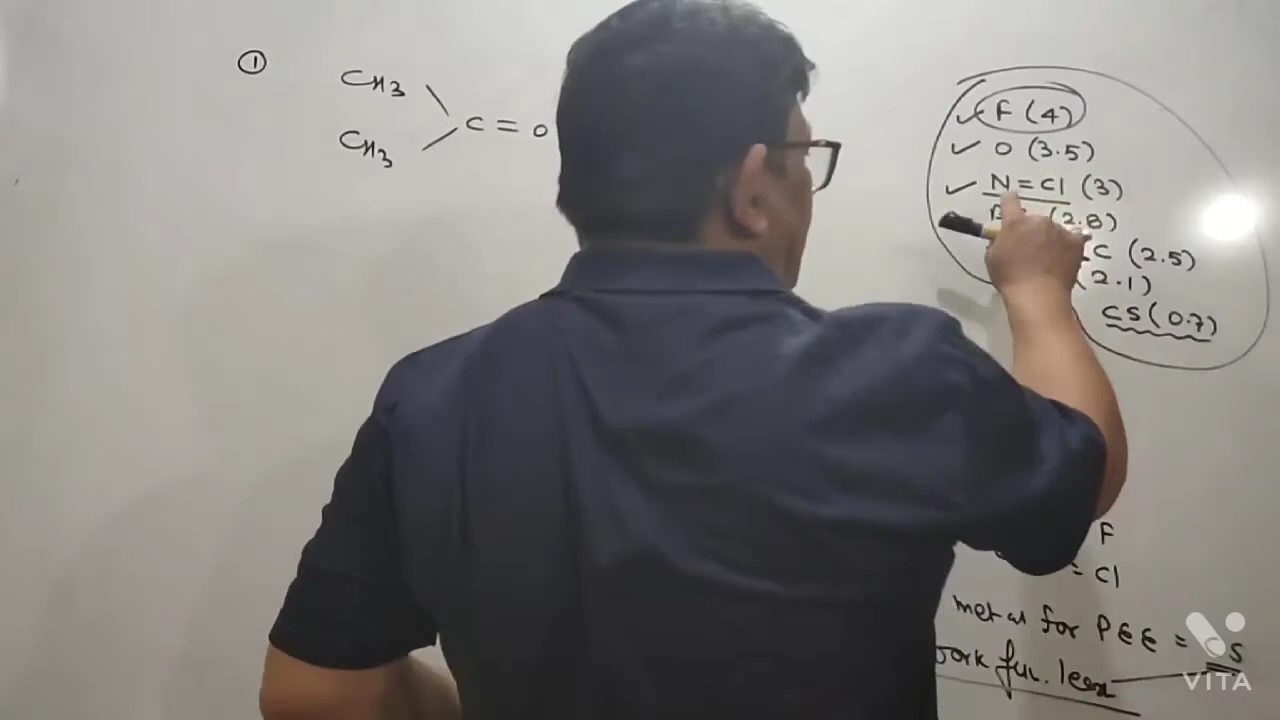 ①
CH3
CH3
C = O
F (4)
O (3.5)
N = Cl (3)
(2.8)
C (2.5)
(2.1)
CS (0.7)
F
= Cl
metal for PEE = CS
work fun. less
VITA